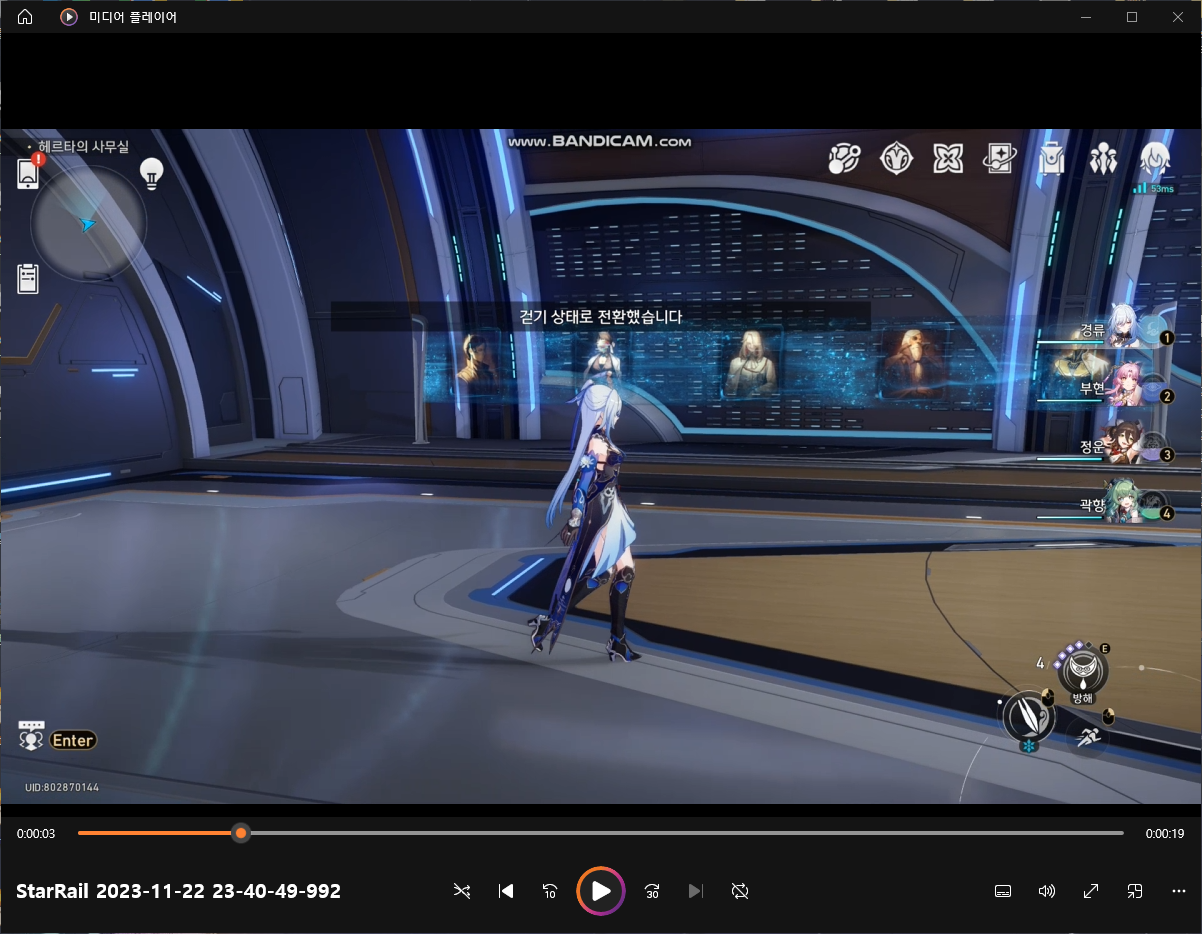 미디어 플레이어
www.BANDICAM.com
• 헤르타의 사무실
53ms
걷기 상태로 전환했습니다
경류
1
부현
2
정운
3
곽향
4
E
4
방해
Enter
UID:802870144
0:00:03
0:00:19
StarRail 2023-11-22 23-40-49-992
10
30